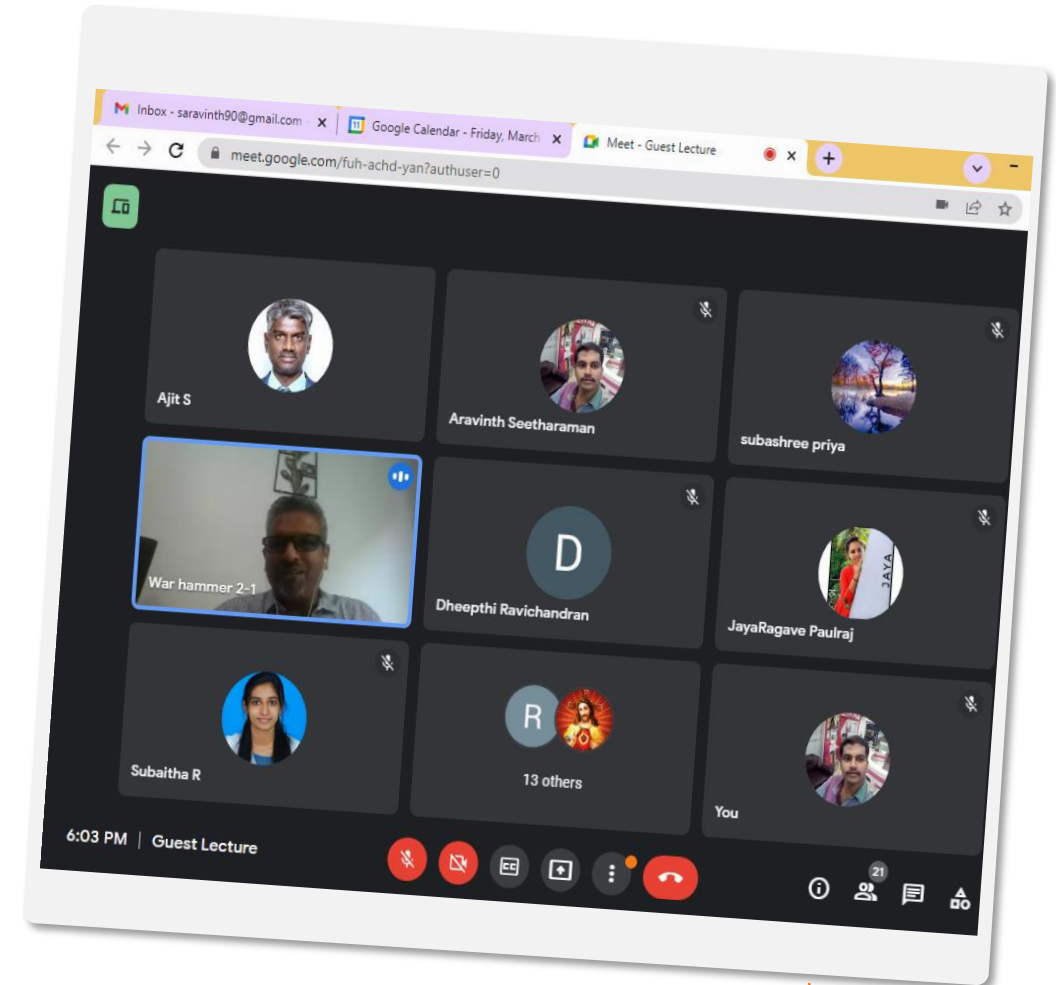 Inbox - saravinth90@gmail.com
Google Calendar - Friday, March
Meet - Guest Lecture
meet.google.com/fuh-achd-yan?authuser=0
Ajit S
Aravinth Seetharaman
subashree priya
War hammer 2-1
D
Dheepthi Ravichandran
JAYA
JayaRagave Paulraj
Subaitha R
R
13 others
You
6:03 PM | Guest Lecture
CC
21